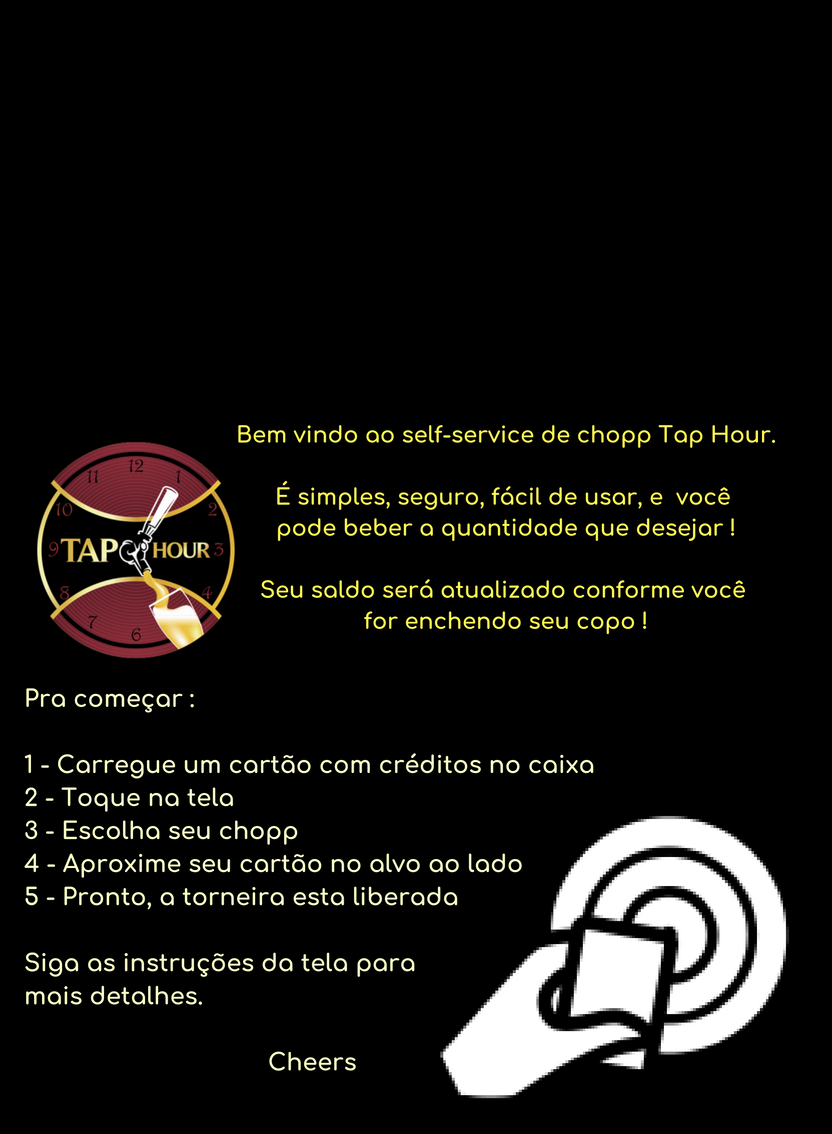 Bem vindo ao self-service de chopp Tap Hour.
É simples, seguro, fácil de usar, e você
pode beber a quantidade que desejar !
Seu saldo será atualizado conforme você
for enchendo seu copo !
12
11 1
10 2
9 TAP HOUR 3
8 4
7
6
Pra começar :
1 - Carregue um cartão com créditos no caixa
2 - Toque na tela
3 - Escolha seu chopp
4 - Aproxime seu cartão no alvo ao lado
5 - Pronto, a torneira esta liberada
Siga as instruções da tela para
mais detalhes.
Cheers